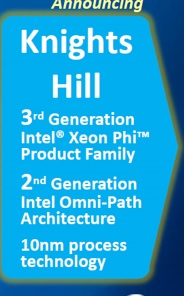 Announcing
Knights
Hill
3rd Generation
Intel® Xeon Phi™
Product Family
2nd Generation
Intel Omni-Path
Architecture
10nm process
technology